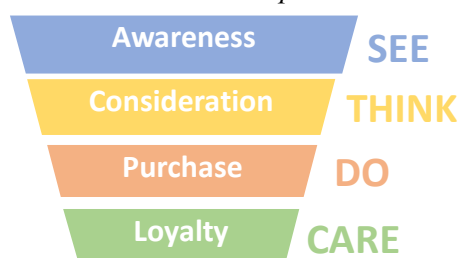 Awareness SEE
Consideration THINK
Purchase DO
Loyalty CARE